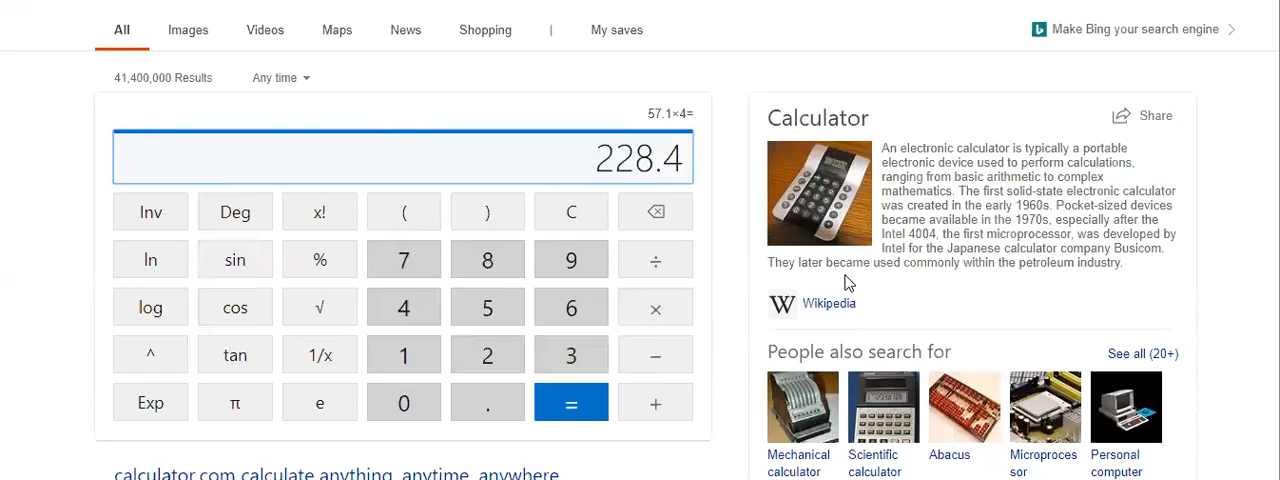 All Images Videos Maps News Shopping | My saves
Make Bing your search engine
41,400,000 Results Any time
57.1×4=
228.4
Inv Deg x! ( ) C
ln sin % 7 8 9 ÷
log cos √ 4 5 6 ×
^ tan 1/x 1 2 3 −
Exp π e 0 . = +
calculator.com calculate anything, anytime, anywhere
Calculator
Share
An electronic calculator is typically a portable
electronic device used to perform calculations,
ranging from basic arithmetic to complex
mathematics. The first solid-state electronic calculator
was created in the early 1960s. Pocket-sized devices
became available in the 1970s, especially after the
Intel 4004, the first microprocessor, was developed by
Intel for the Japanese calculator company Busicom.
They later became used commonly within the petroleum industry.
W Wikipedia
People also search for
See all (20+)
Mechanical
calculator
Scientific
calculator
Abacus
Microproces
sor
Personal
computer